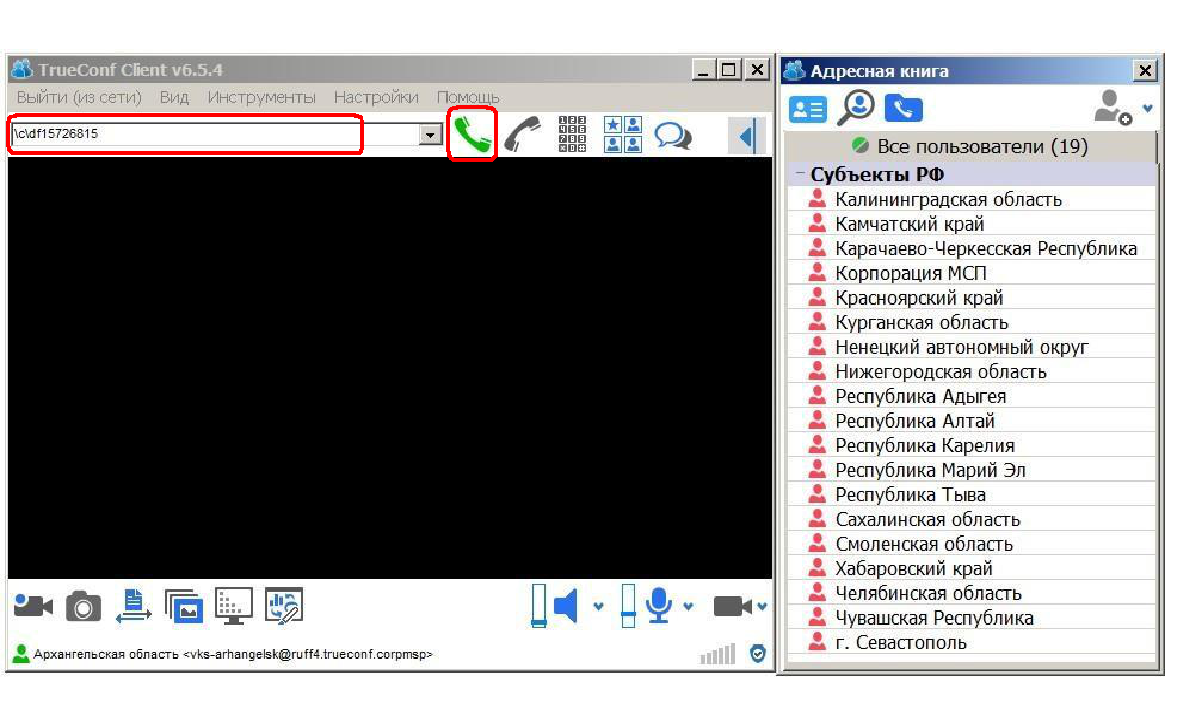 TrueConf Client v6.5.4
Выйти (из сети) Вид Инструменты Настройки Помощь
\c\df15726815
Адресная книга
Все пользователи (19)
Субъекты РФ
Калининградская область
Камчатский край
Карачаево-Черкесская Республика
Корпорация МСП
Красноярский край
Курганская область
Ненецкий автономный округ
Нижегородская область
Республика Адыгея
Республика Алтай
Республика Карелия
Республика Марий Эл
Республика Тыва
Сахалинская область
Смоленская область
Хабаровский край
Челябинская область
Чувашская Республика
г. Севастополь
Архангельская область <vks-arhangelsk@ruff4.trueconf.corpmsp>